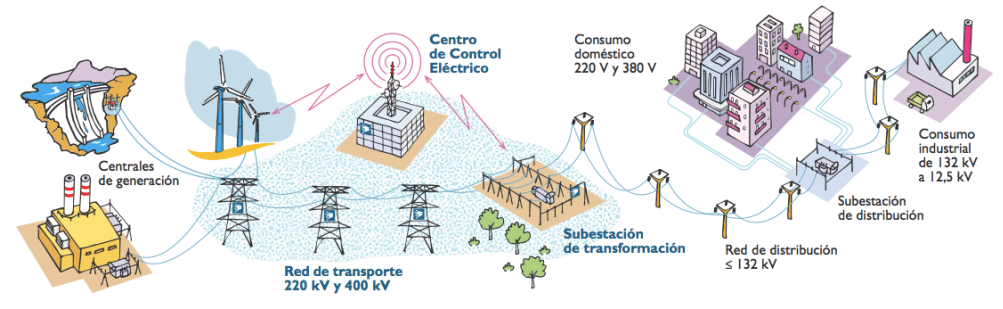 Centro
de Control
Eléctrico
Consumo
doméstico
220 V y 380 V
Centrales
de generación
Consumo
industrial
de 132 kV
a 12,5 kV
Subestación
de distribución
Subestación
de transformación
Red de distribución
≤ 132 kV
Red de transporte
220 kV y 400 kV